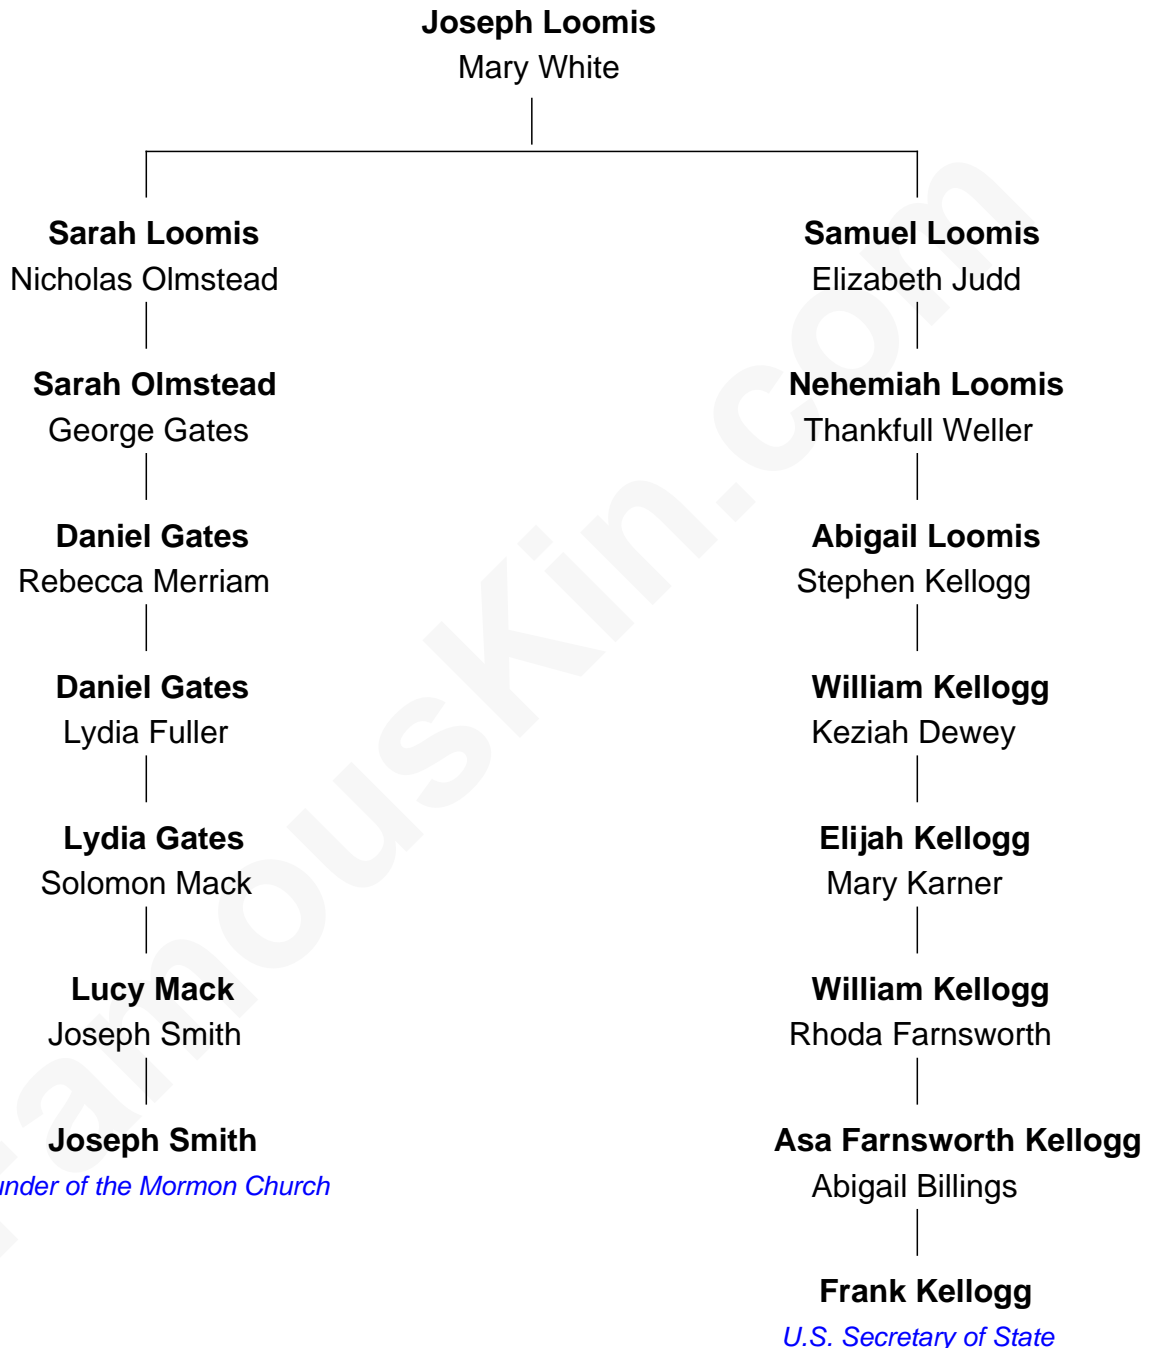 Joseph Loomis
Mary White
Sarah Loomis
Nicholas Olmstead
Sarah Olmstead
George Gates
Daniel Gates
Rebecca Merriam
Daniel Gates
Lydia Fuller
Lydia Gates
Solomon Mack
Lucy Mack
Joseph Smith
Joseph Smith
under of the Mormon Church
Samuel Loomis
Elizabeth Judd
Nehemiah Loomis
Thankfull Weller
Abigail Loomis
Stephen Kellogg
William Kellogg
Keziah Dewey
Elijah Kellogg
Mary Karner
William Kellogg
Rhoda Farnsworth
Asa Farnsworth Kellogg
Abigail Billings
Frank Kellogg
U.S. Secretary of State
FamousKin.com